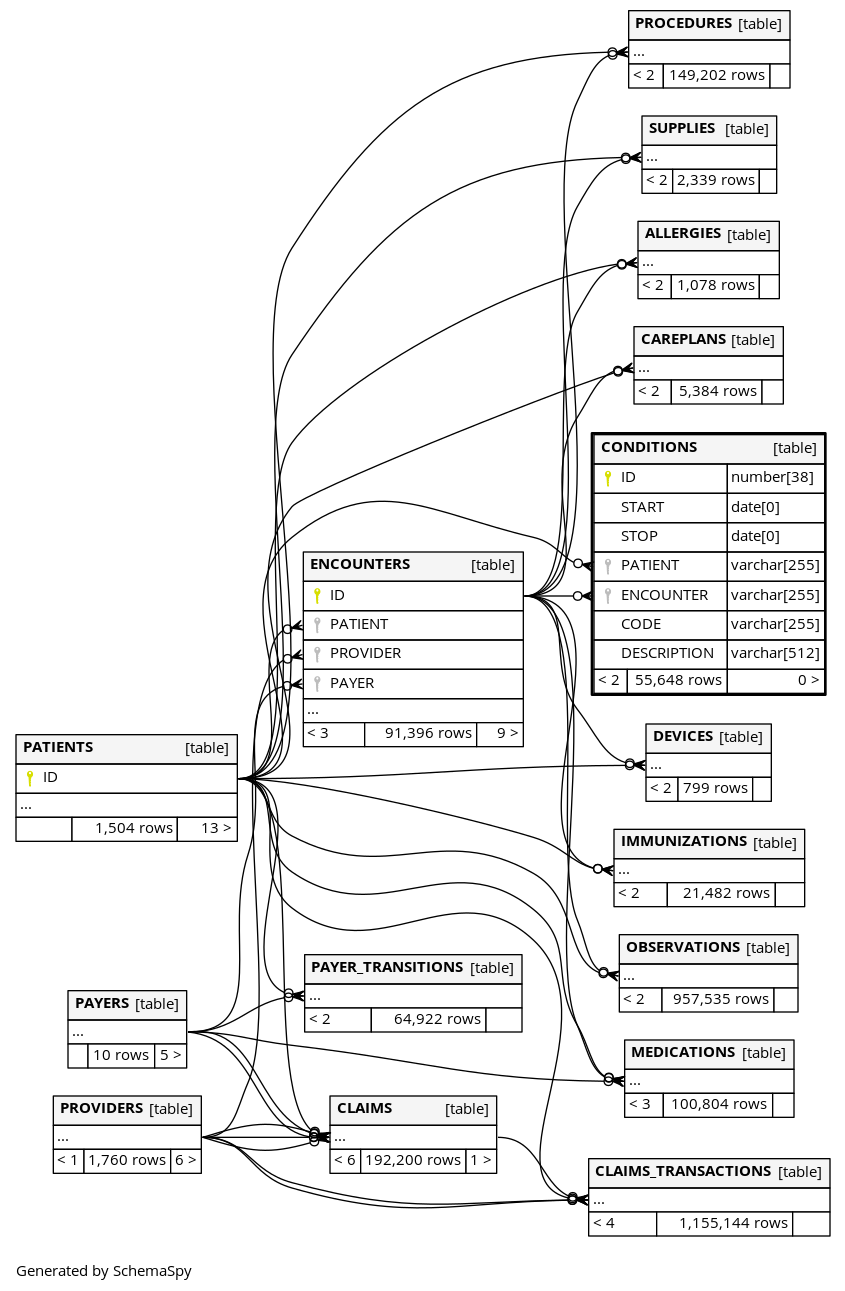 PROCEDURES [table]
...
< 2 149,202 rows
SUPPLIES [table]
...
< 2 2,339 rows
ALLERGIES [table]
...
< 2 1,078 rows
CAREPLANS [table]
...
< 2 5,384 rows
CONDITIONS [table]
ID number[38]
START date[0]
STOP date[0]
PATIENT varchar[255]
ENCOUNTER varchar[255]
CODE varchar[255]
DESCRIPTION varchar[512]
< 2 55,648 rows 0 >
ENCOUNTERS [table]
ID
PATIENT
PROVIDER
PAYER
...
< 3 91,396 rows 9 >
PATIENTS [table]
ID
...
1,504 rows 13 >
DEVICES [table]
...
< 2 799 rows
IMMUNIZATIONS [table]
...
< 2 21,482 rows
OBSERVATIONS [table]
...
< 2 957,535 rows
PAYER_TRANSITIONS [table]
...
< 2 64,922 rows
PAYERS [table]
...
10 rows 5 >
MEDICATIONS [table]
...
< 3 100,804 rows
PROVIDERS [table]
...
< 1 1,760 rows 6 >
CLAIMS [table]
...
< 6 192,200 rows 1 >
CLAIMS_TRANSACTIONS [table]
...
< 4 1,155,144 rows
Generated by SchemaSpy